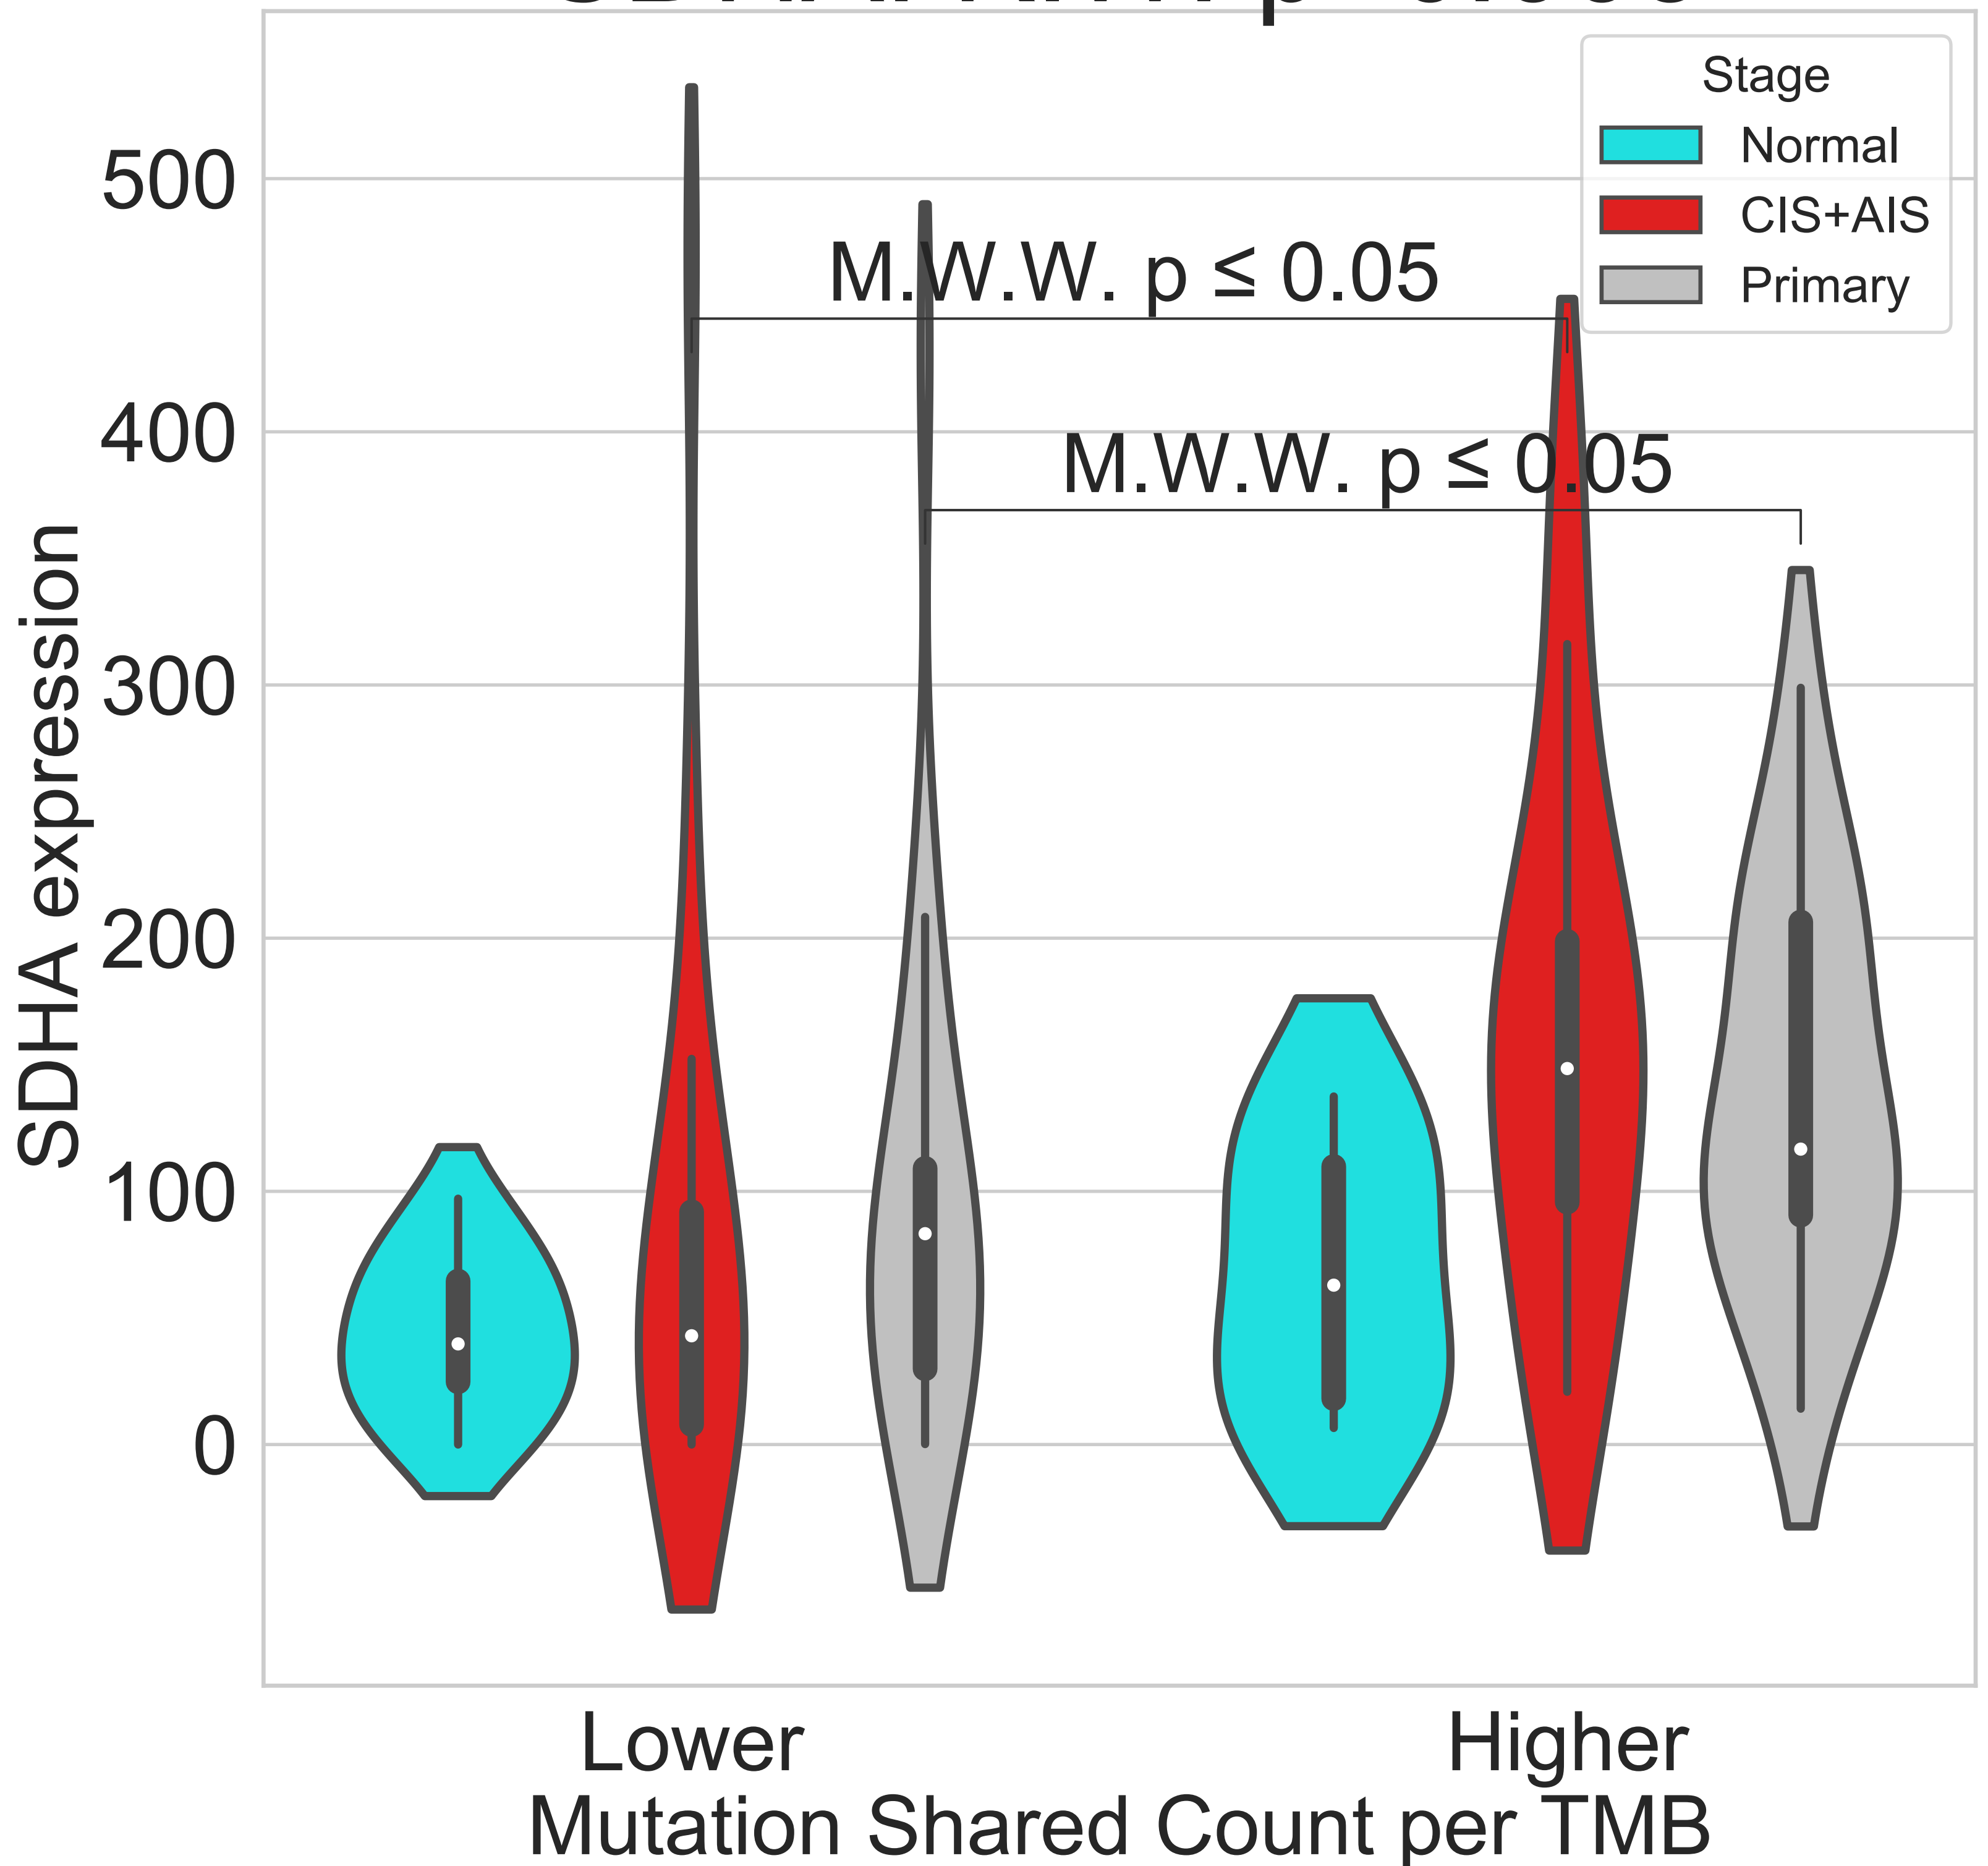 Stage
Normal
CIS+AIS
Primary
500
400
300
200
100
0
SDHA expression
M.W.W. p ≤ 0.05
M.W.W. p ≤ 0.05
Lower
Higher
Mutation Shared Count per TMB